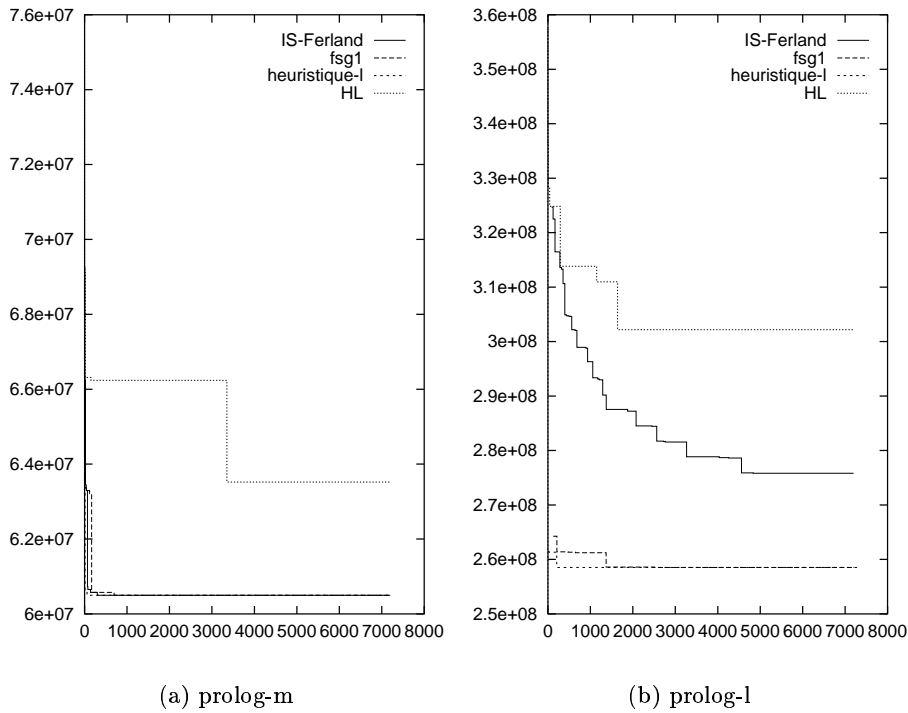 7.6e+07
7.4e+07
7.2e+07
7e+07
6.8e+07
6.6e+07
6.4e+07
6.2e+07
6e+07
0 1000 2000 3000 4000 5000 6000 7000 8000
IS-Ferland
fsg1
heuristique-l
HL
(a) prolog-m
3.6e+08
3.5e+08
3.4e+08
3.3e+08
3.2e+08
3.1e+08
3e+08
2.9e+08
2.8e+08
2.7e+08
2.6e+08
2.5e+08
0 1000 2000 3000 4000 5000 6000 7000 8000
IS-Ferland
fsg1
heuristique-l
HL
(b) prolog-l